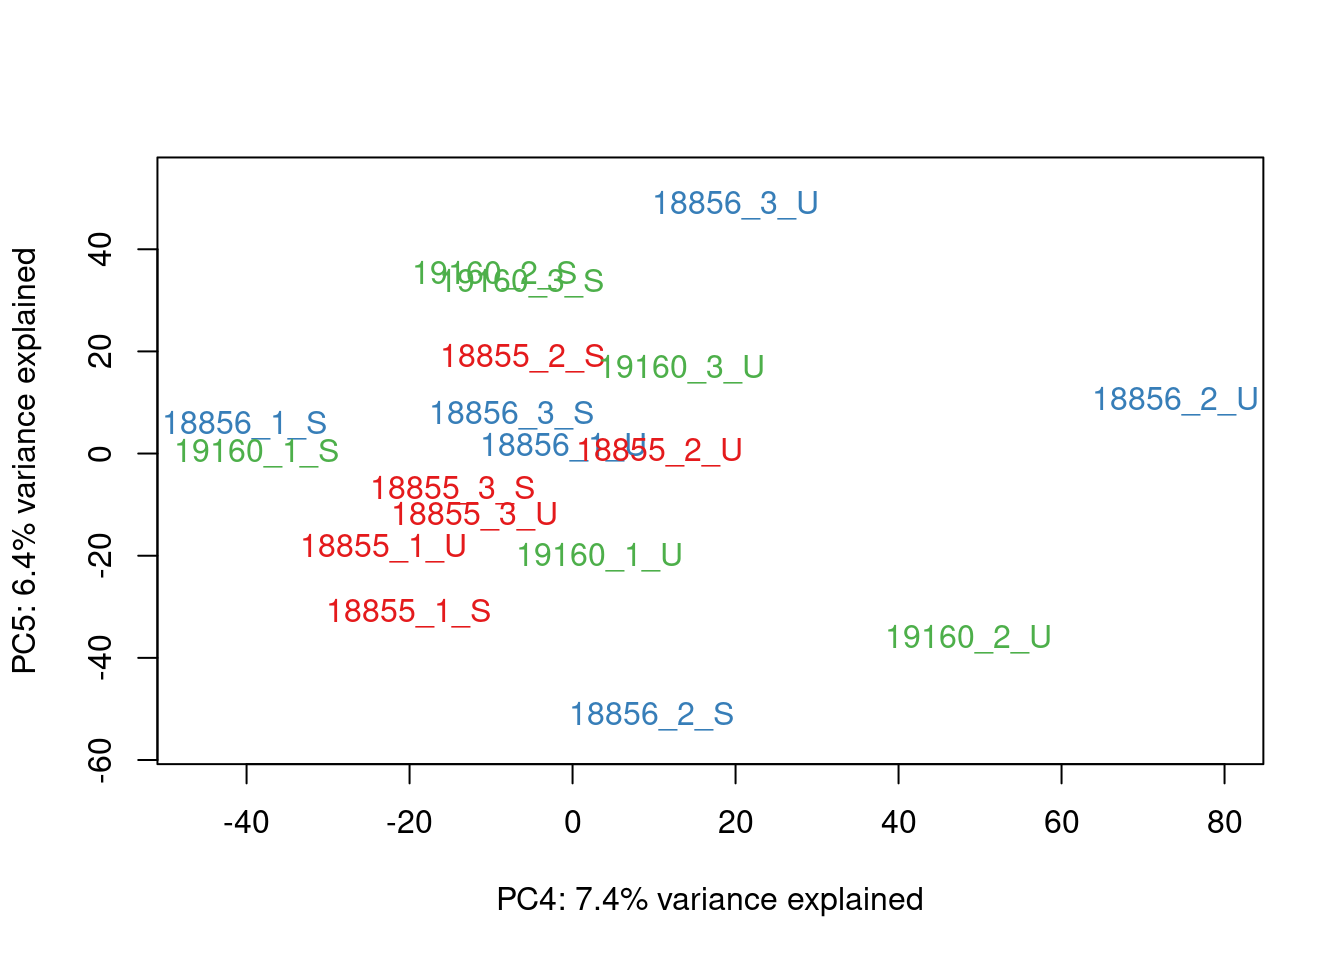 18856_3_U
40
19160_2_S
19160_3_S
20
18855_2_S
19160_3_U
18856_2_U
18856_3_S
18856_1_S
18856_1_U
18855_2_U
0
19160_1_S
18855_3_S
18855_3_U
18855_1_U
-20
19160_1_U
18855_1_S
19160_2_U
-40
18856_2_S
-60
PC5: 6.4% variance explained
-40 -20 0 20 40 60 80
PC4: 7.4% variance explained